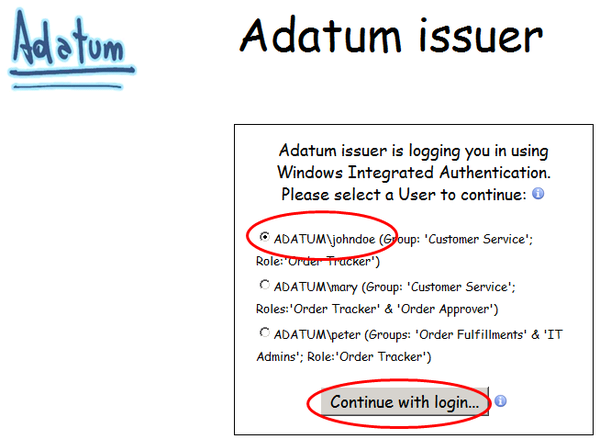 Adatum
Adatum issuer
Adatum issuer is logging you in using
Windows Integrated Authentication.
Please select a User to continue:
ADATUM\johndoe (Group: 'Customer Service';
Role:'Order Tracker')
ADATUM\mary (Group: 'Customer Service';
Roles:'Order Tracker' & 'Order Approver')
ADATUM\peter (Groups: 'Order Fulfillments' & 'IT
Admins'; Role:'Order Tracker')
Continue with login...